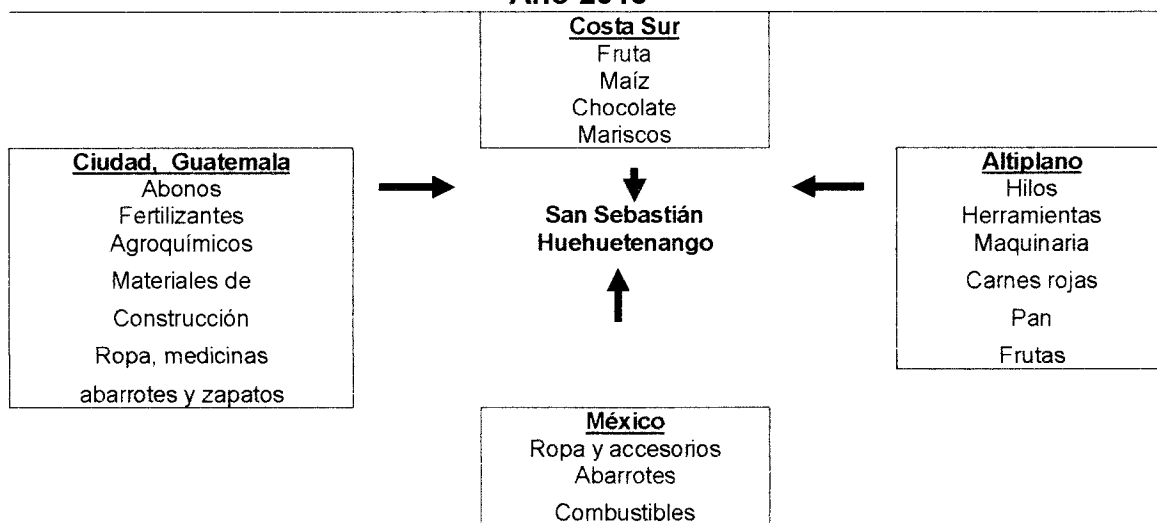 Costa Sur
Fruta
Maíz
Chocolate
Mariscos
Ciudad, Guatemala
Abonos
Fertilizantes
Agroquímicos
Materiales de
Construcción
Ropa, medicinas
abarrotes y zapatos
San Sebastián
Huehuetenango
Altiplano
Hilos
Herramientas
Maquinaria
Carnes rojas
Pan
Frutas
México
Ropa y accesorios
Abarrotes
Combustibles